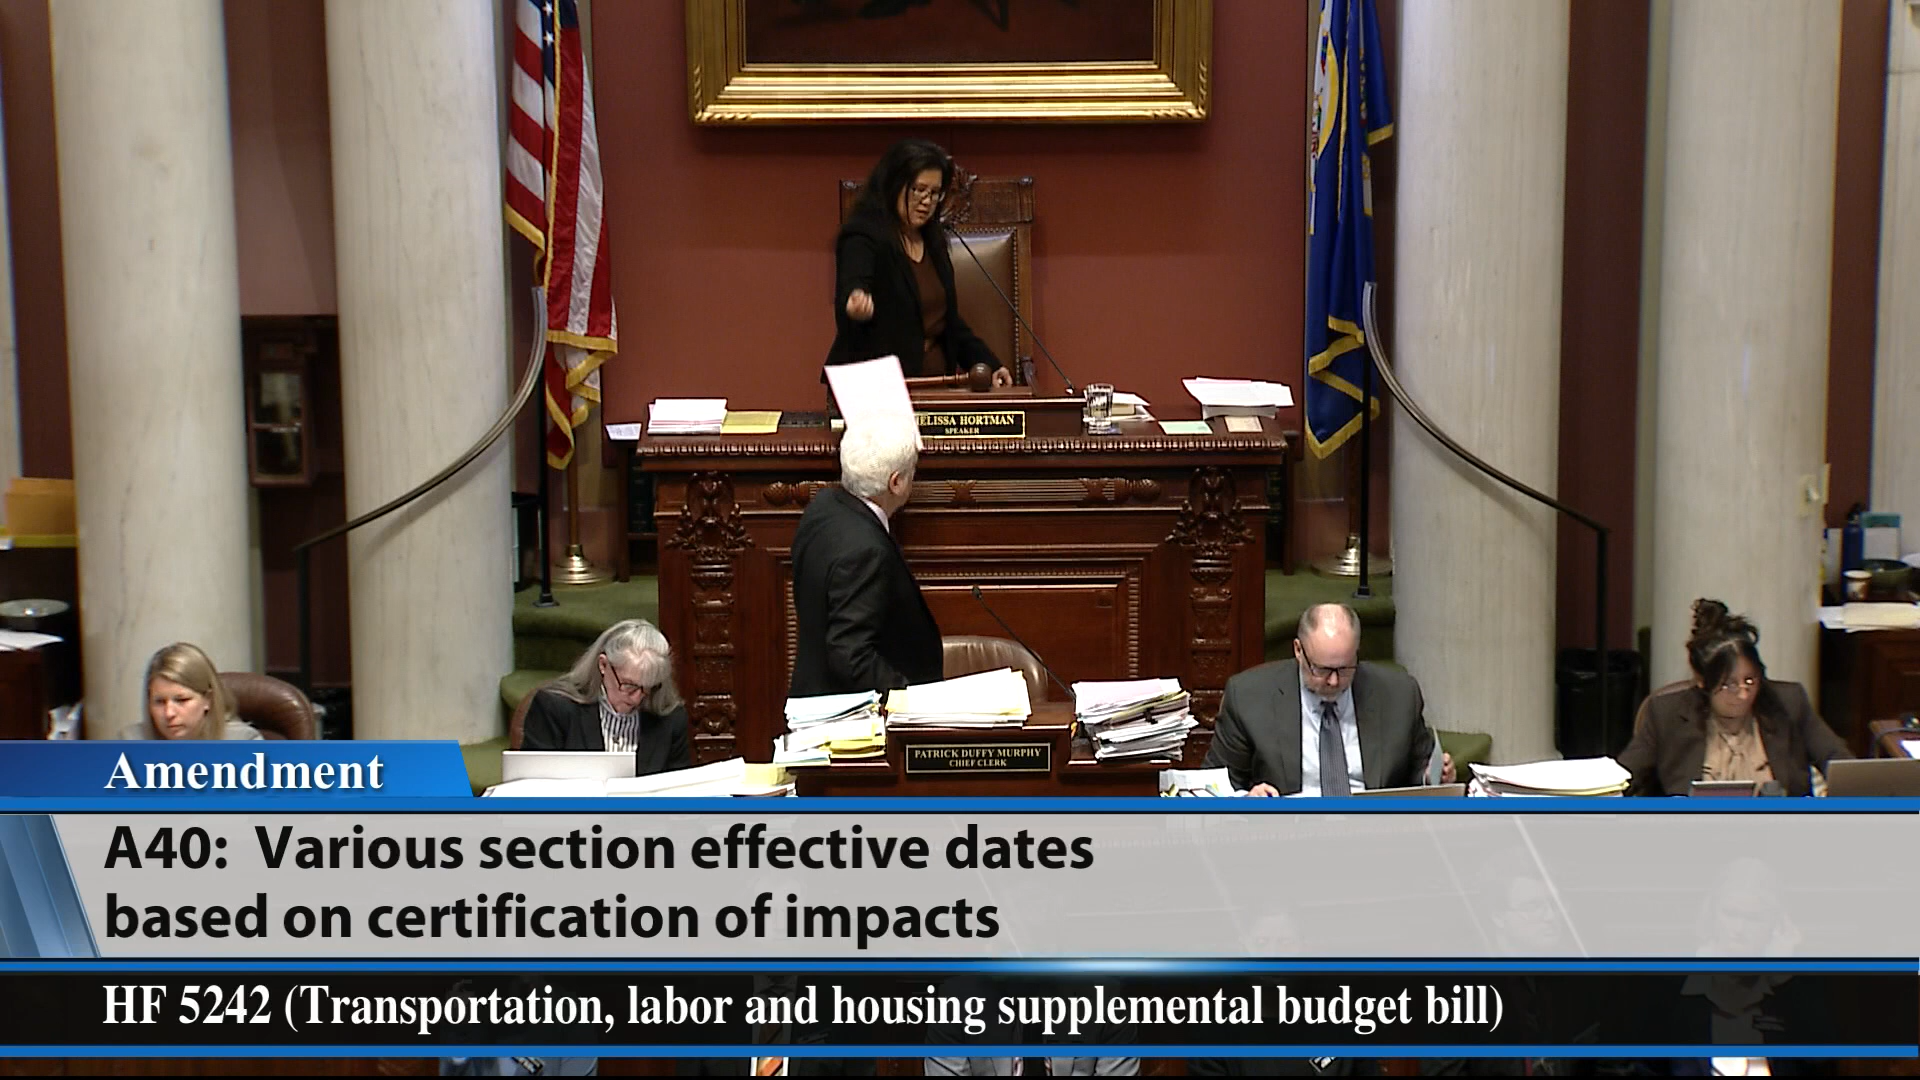 MELISSA HORTMAN
SPEAKER
PATRICK DUFFY MURPHY
CHIEF CLERK
Amendment
A40: Various section effective dates
based on certification of impacts
HF 5242 (Transportation, labor and housing supplemental budget bill)